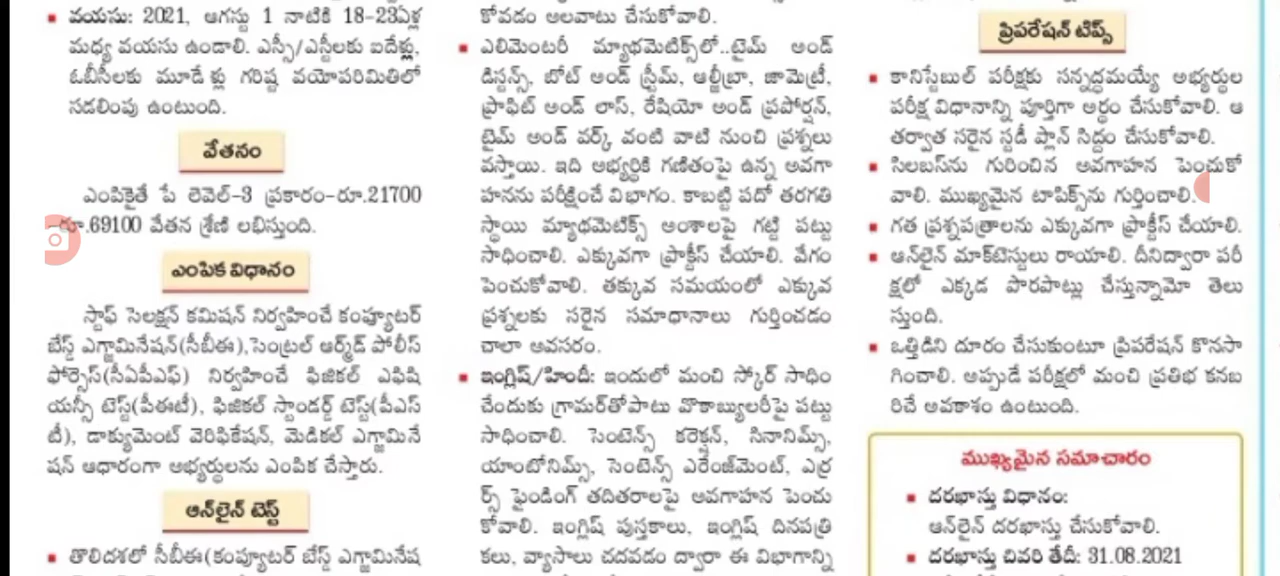 వయసు: 2021, ఆగస్టు 1 నాటికి 18-23ఏళ్ల
మధ్య వయసు ఉండాలి. ఎస్సీ/ఎస్టీలకు ఐదేళ్లు,
ఓబీసీలకు మూడే ళ్లు గరిష్ట వయోపరిమితిలో
సడలింపు ఉంటుంది.
వేతనం
ఎంపికైతే పే లెవెల్-3 ప్రకారం-రూ.21700
-రూ.69100 వేతన శ్రేణి లభిస్తుంది.
ఎంపిక విధానం
స్టాఫ్ సెలక్షన్ కమిషన్ నిర్వహించే కంప్యూటర్
బేస్డ్ ఎగ్జామినేషన్(సీబీఈ),సెంట్రల్ ఆర్మ్‌డ్ పోలీస్
ఫోర్సెస్(సీఏపీఎఫ్) నిర్వహించే ఫిజికల్ ఎఫిషి
యన్సీ టెస్ట్(పీఈటీ), ఫిజికల్ స్టాండర్డ్ టెస్ట్(పీఎస్
టీ), డాక్యుమెంట్ వెరిఫికేషన్, మెడికల్ ఎగ్జామినే
షన్ ఆధారంగా అభ్యర్థులను ఎంపిక చేస్తారు.
ఆన్‌లైన్ టెస్ట్
తొలిదశలో సీబీఈ(కంప్యూటర్ బేస్డ్ ఎగ్జామినేష
కోవడం అలవాటు చేసుకోవాలి.
ఎలిమెంటరీ మ్యాథమెటిక్స్‌లో..టైమ్ అండ్
డిస్టన్స్, బోట్ అండ్ స్ట్రీమ్, ఆల్జీబ్రా, జామెట్రీ,
ప్రాఫిట్ అండ్ లాస్, రేషియో అండ్ ప్రపోర్షన్,
టైమ్ అండ్ వర్క్ వంటి వాటి నుంచి ప్రశ్నలు
వస్తాయి. ఇది అభ్యర్థికి గణితంపై ఉన్న అవగా
హనను పరీక్షించే విభాగం. కాబట్టి పదో తరగతి
స్థాయి మ్యాథమెటిక్స్ అంశాలపై గట్టి పట్టు
సాధించాలి. ఎక్కువగా ప్రాక్టీస్ చేయాలి. వేగం
పెంచుకోవాలి. తక్కువ సమయంలో ఎక్కువ
ప్రశ్నలకు సరైన సమాధానాలు గుర్తించడం
చాలా అవసరం.
ఇంగ్లిష్/హిందీ: ఇందులో మంచి స్కోర్ సాధిం
చేందుకు గ్రామర్‌తోపాటు వొకాబ్యులరీపై పట్టు
సాధించాలి. సెంటెన్స్ కరెక్షన్, సినానిమ్స్,
యాంటోనిమ్స్, సెంటెన్స్ ఎరేంజ్‌మెంట్, ఎర్ర
ర్స్ ఫైండింగ్ తదితరాలపై అవగాహన పెంచు
కోవాలి. ఇంగ్లిష్ పుస్తకాలు, ఇంగ్లిష్ దినపత్రి
కలు, వ్యాసాలు చదవడం ద్వారా ఈ విభాగాన్ని
ప్రిపరేషన్ టిప్స్
కానిస్టేబుల్ పరీక్షకు సన్నద్ధమయ్యే అభ్యర్థుల
పరీక్ష విధానాన్ని పూర్తిగా అర్థం చేసుకోవాలి. ఆ
తర్వాత సరైన స్టడీ ప్లాన్ సిద్ధం చేసుకోవాలి.
సిలబస్‌ను గురించిన అవగాహన పెంచుకో
వాలి. ముఖ్యమైన టాపిక్స్‌ను గుర్తించాలి.
గత ప్రశ్నపత్రాలను ఎక్కువగా ప్రాక్టీస్ చేయాలి.
ఆన్‌లైన్ మాక్‌టెస్టులు రాయాలి. దీనిద్వారా పరీ
క్షలో ఎక్కడ పొరపాట్లు చేస్తున్నామో తెలు
స్తుంది.
ఒత్తిడిని దూరం చేసుకుంటూ ప్రిపరేషన్ కొనసా
గించాలి. అప్పుడే పరీక్షలో మంచి ప్రతిభ కనబ
రిచే అవకాశం ఉంటుంది.
ముఖ్యమైన సమాచారం
దరఖాస్తు విధానం:
ఆన్‌లైన్ దరఖాస్తు చేసుకోవాలి.
దరఖాస్తు చివరి తేదీ: 31.08.2021